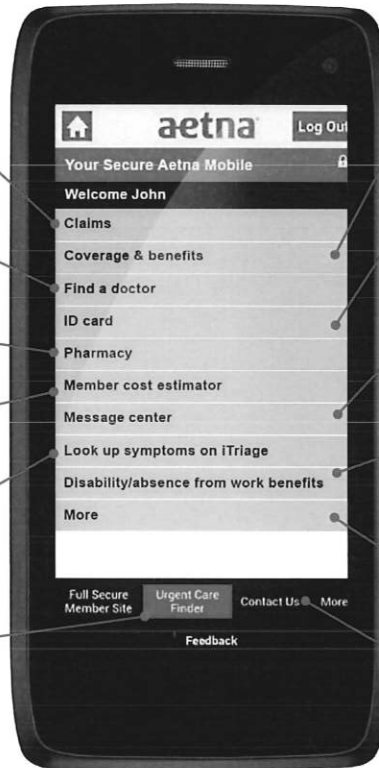 aetna
Log Out
Your Secure Aetna Mobile
Welcome John
Claims
Coverage & benefits
Find a doctor
ID card
Pharmacy
Member cost estimator
Message center
Look up symptoms on iTriage
Disability/absence from work benefits
More
Full Secure
Member Site
Urgent Care
Finder
Contact Us
More
Feedback